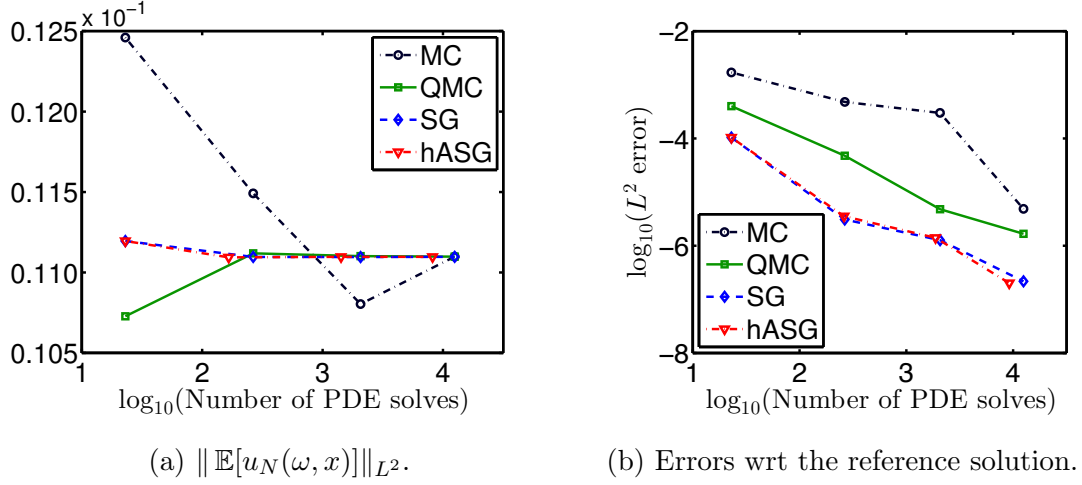 x 10⁻¹
0.125
0.120
0.115
0.110
0.105
MC
QMC
SG
hASG
1 2 3 4
log₁₀(Number of PDE solves)
(a) ‖ 𝔼[u_N(ω, x)]‖_{L²}.
−2
−4
−6
−8
log₁₀(L² error)
MC
QMC
SG
hASG
1 2 3 4
log₁₀(Number of PDE solves)
(b) Errors wrt the reference solution.